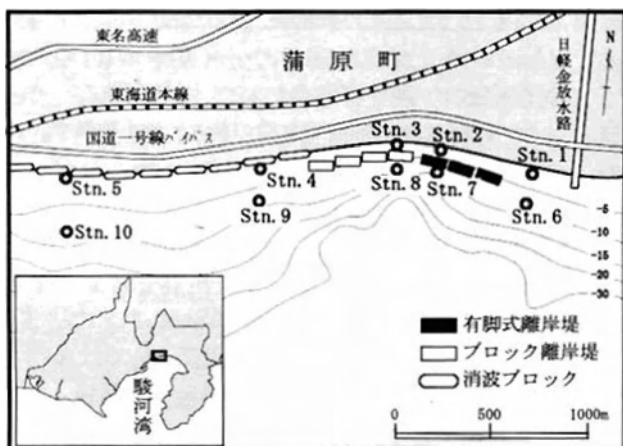 東名高速
蒲原町
日軽金放水路
N
東海道本線
国道一号線バイパス
Stn.3
Stn.2
Stn.1
Stn.5
Stn.4
Stn.8
Stn.7
Stn.6
Stn.9
Stn.10
-5
-10
-15
-20
-30
有脚式離岸堤
ブロック離岸堤
消波ブロック
駿河湾
0 500 1000m